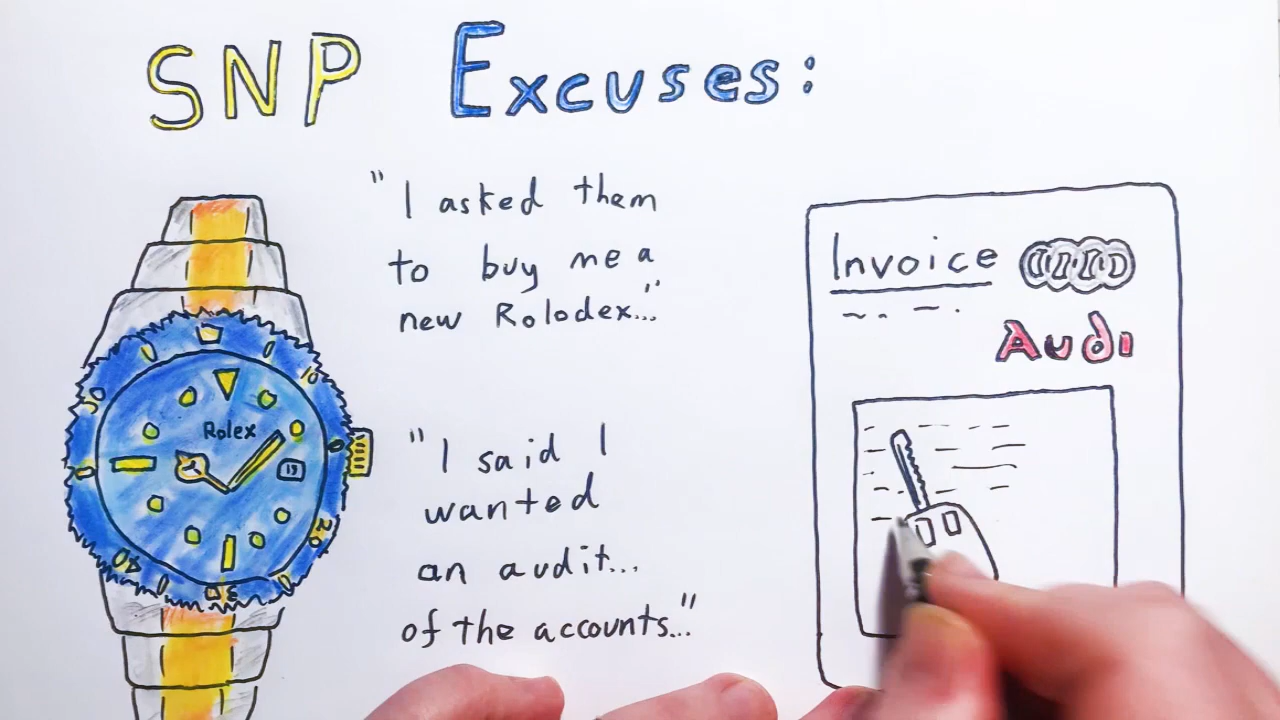 SNP Excuses:
"I asked them
to buy me a
new Rolodex..."
Rolex
19
"I said I
wanted
an audit...
of the accounts..."
Invoice
Audi